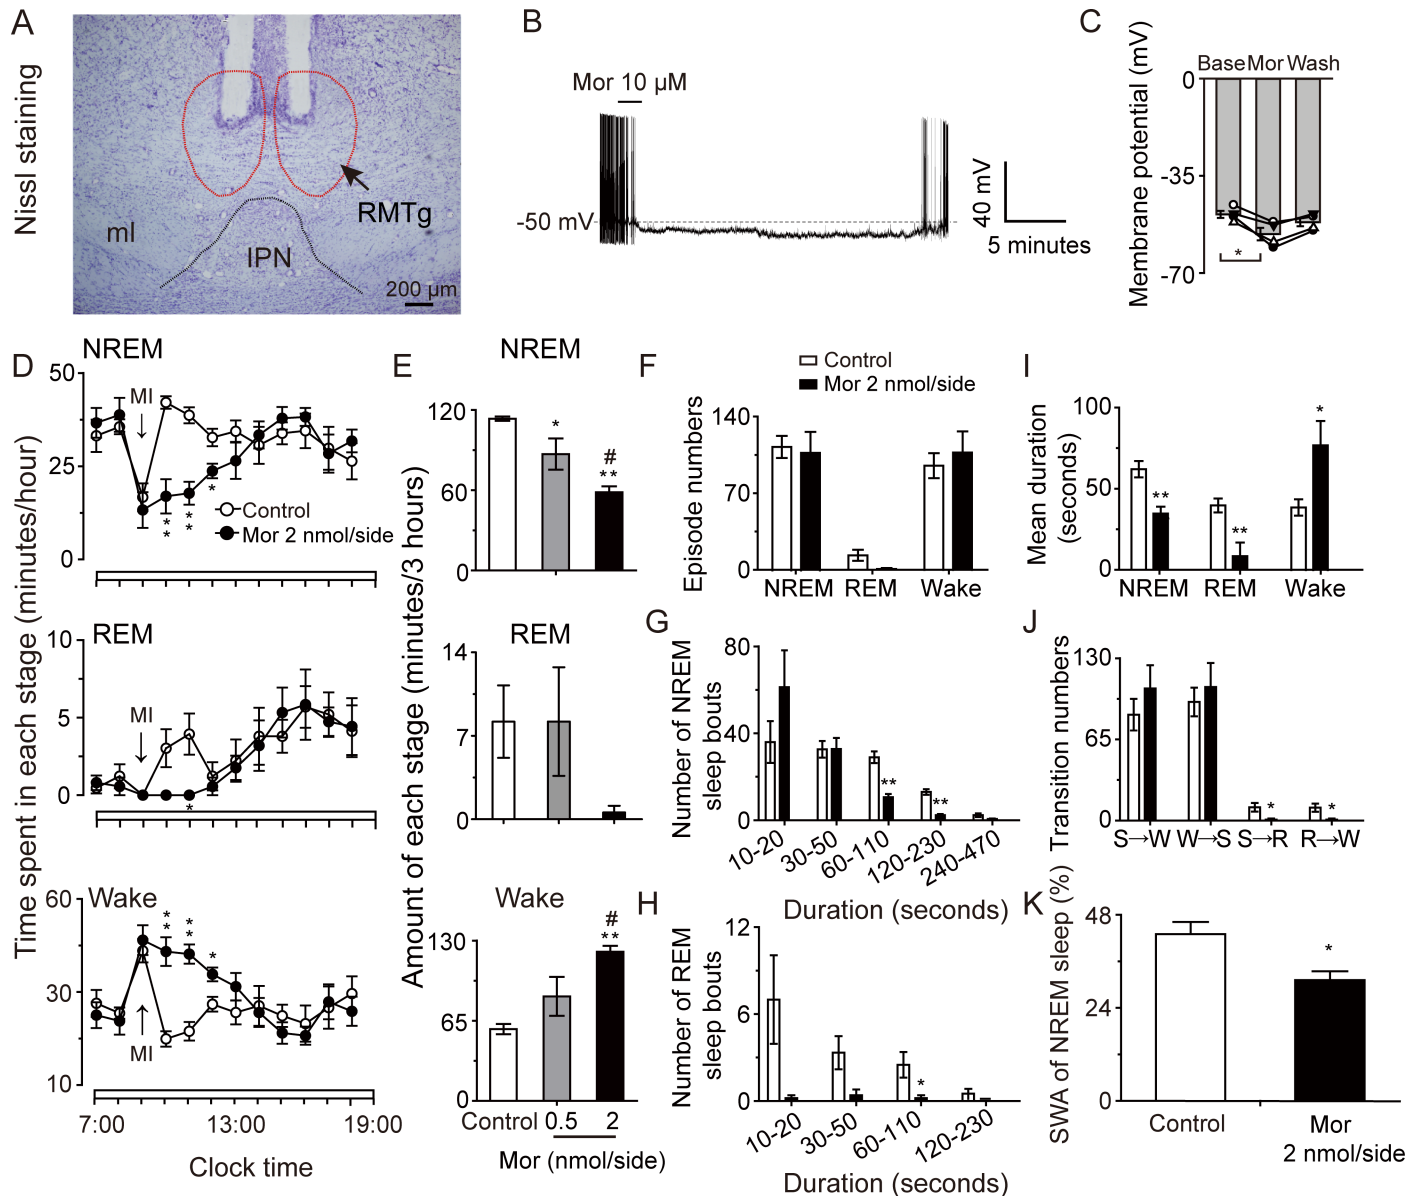 A
Nissl staining
RMTg
ml
IPN
200 µm
B
Mor 10 µM
-50 mV
40 mV
5 minutes
C
Membrane potential (mV)
Base Mor Wash
0
-35
-70
*
D
Time spent in each stage (minutes/hour)
NREM
50
25
0
MI
Control
Mor 2 nmol/side
*
*
*
*
*
REM
10
5
0
MI
*
Wake
60
30
10
MI
*
*
*
*
*
7:00 13:00 19:00
Clock time
E
Amount of each stage (minutes/3 hours)
NREM
120
60
0
*
#
**
REM
14
7
0
Wake
130
65
0
#
**
Control 0.5 2
Mor (nmol/side)
F
Control
Mor 2 nmol/side
Episode numbers
140
70
0
NREM REM Wake
G
Number of NREM
sleep bouts
80
40
0
**
**
10-20 30-50 60-110 120-230 240-470
Duration (seconds)
H
Number of REM
sleep bouts
12
6
0
*
10-20 30-50 60-110 120-230
Duration (seconds)
I
Mean duration
(seconds)
100
50
0
**
**
*
NREM REM Wake
J
Transition numbers
130
65
0
*
*
S→W W→S S→R R→W
K
SWA of NREM sleep (%)
48
24
0
*
Control Mor
2 nmol/side